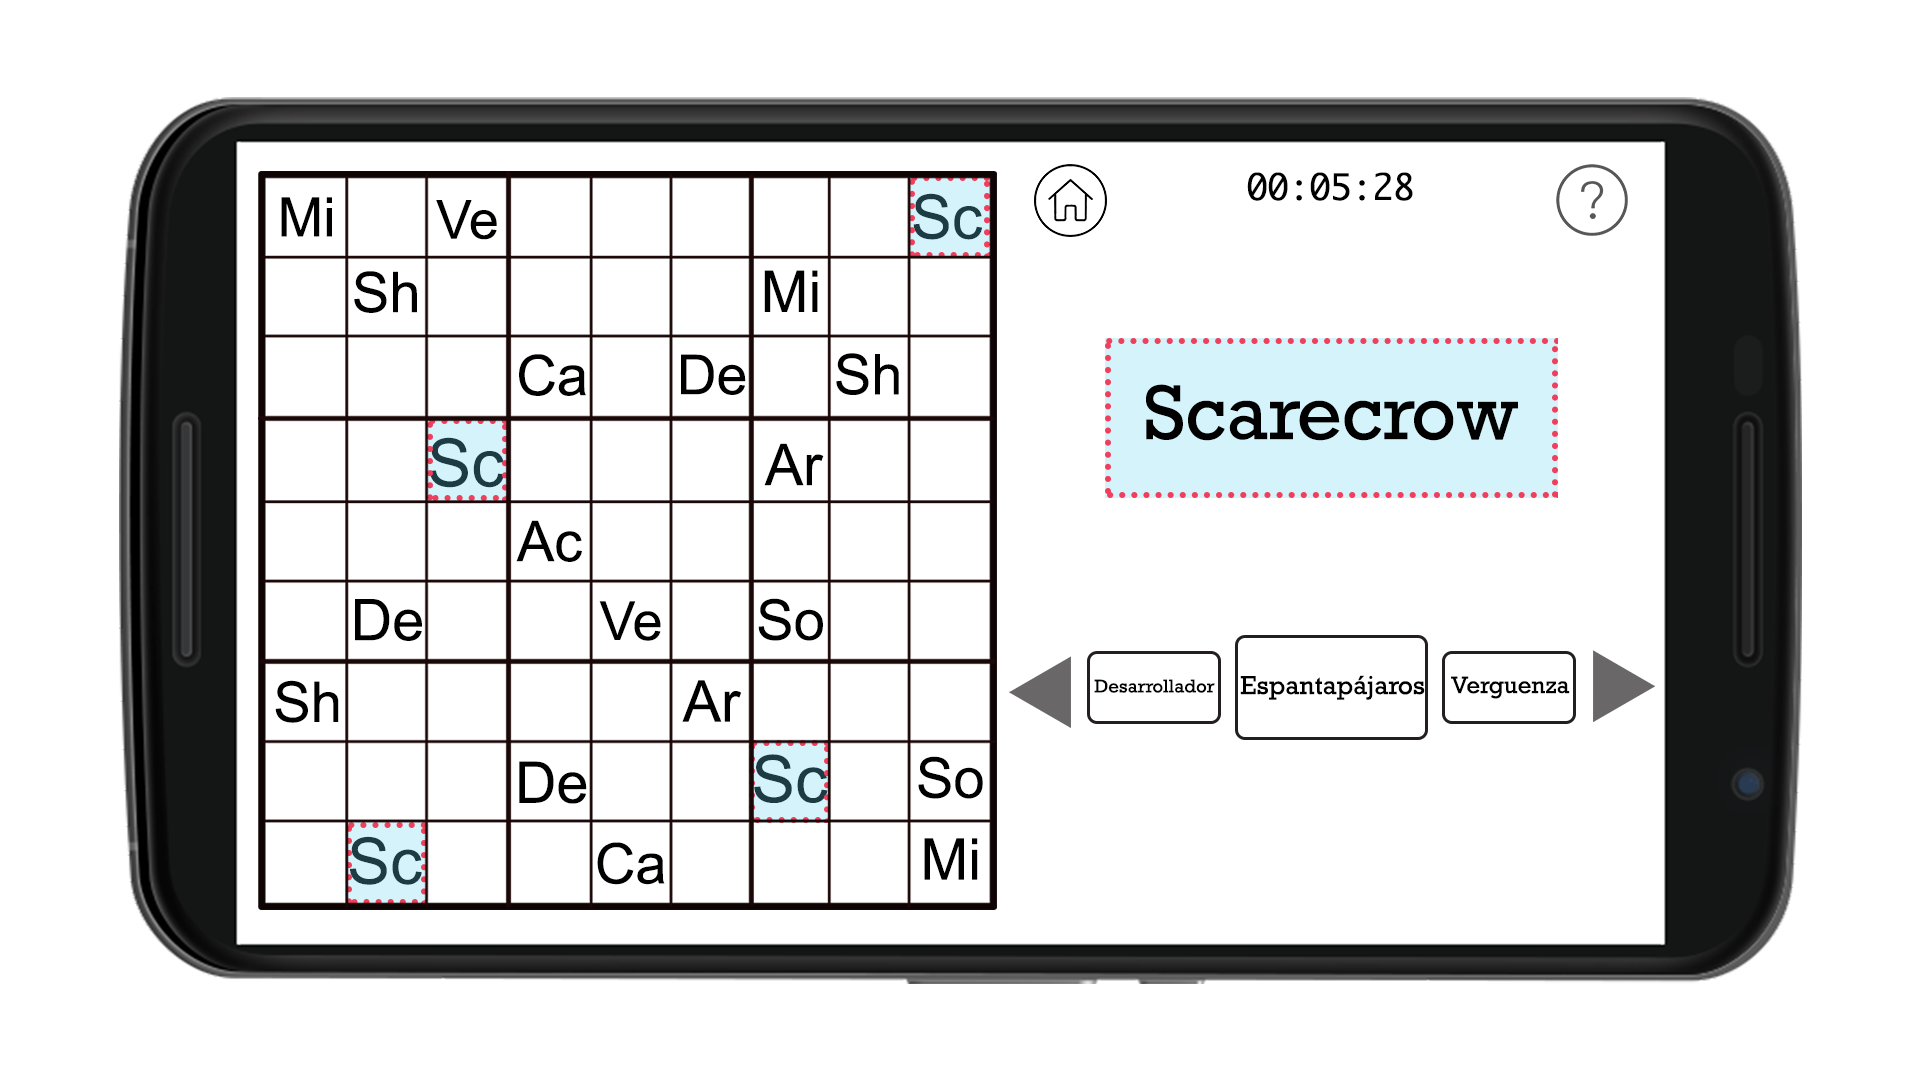 Mi Ve Sc
Sh Mi
Ca De Sh
Sc Ar
Ac
De Ve So
Sh Ar
De Sc So
Sc Ca Mi
00:05:28
?
Scarecrow
Desarrollador Espantapájaros Verguenza